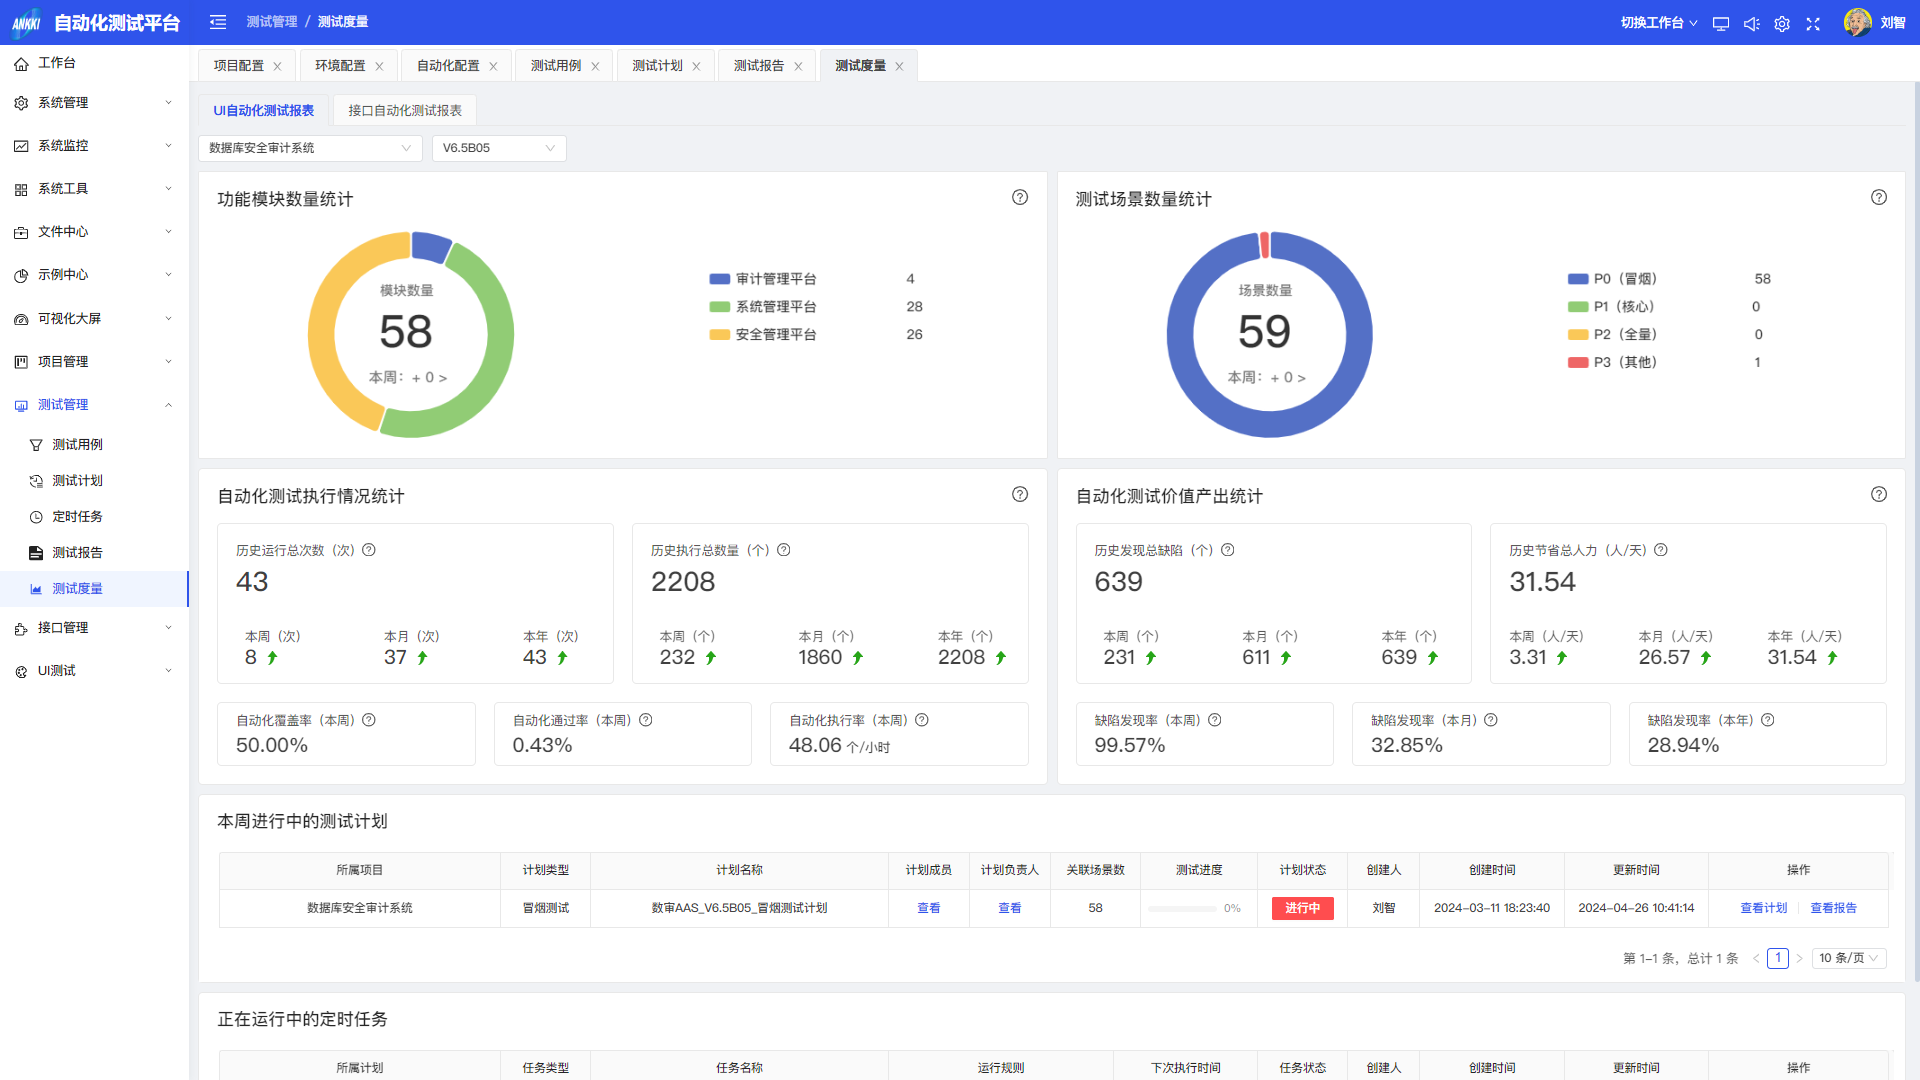 ANKKI 自动化测试平台
测试管理 / 测试度量
切换工作台
刘智
工作台
系统管理
系统监控
系统工具
文件中心
示例中心
可视化大屏
项目管理
测试管理
测试用例
测试计划
定时任务
测试报告
测试度量
接口管理
UI测试
项目配置
环境配置
自动化配置
测试用例
测试计划
测试报告
测试度量
UI自动化测试报表
接口自动化测试报表
数据库安全审计系统
V6.5B05
功能模块数量统计
模块数量
58
本周： + 0 >
审计管理平台 4
系统管理平台 28
安全管理平台 26
测试场景数量统计
场景数量
59
本周： + 0 >
P0（冒烟） 58
P1（核心） 0
P2（全量） 0
P3（其他） 1
自动化测试执行情况统计
历史运行总次数（次）
43
本周（次） 本月（次） 本年（次）
8 37 43
历史执行总数量（个）
2208
本周（个） 本月（个） 本年（个）
232 1860 2208
自动化覆盖率（本周）
50.00%
自动化通过率（本周）
0.43%
自动化执行率（本周）
48.06 个/小时
自动化测试价值产出统计
历史发现总缺陷（个）
639
本周（个） 本月（个） 本年（个）
231 611 639
历史节省总人力（人/天）
31.54
本周（人/天） 本月（人/天） 本年（人/天）
3.31 26.57 31.54
缺陷发现率（本周）
99.57%
缺陷发现率（本月）
32.85%
缺陷发现率（本年）
28.94%
本周进行中的测试计划
所属项目 计划类型 计划名称 计划成员 计划负责人 关联场景数 测试进度 计划状态 创建人 创建时间 更新时间 操作
数据库安全审计系统 冒烟测试 数审AAS_V6.5B05_冒烟测试计划 查看 查看 58 0% 进行中 刘智 2024-03-11 18:23:40 2024-04-26 10:41:14 查看计划 查看报告
第 1-1 条，总计 1 条 < 1 > 10 条/页
正在运行中的定时任务
所属计划 任务类型 任务名称 运行规则 下次执行时间 任务状态 创建人 创建时间 更新时间 操作